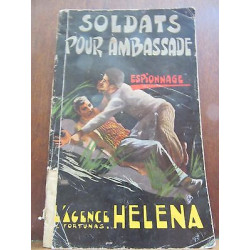 SOLDATS
POUR AMBASSADE
ESPIONNAGE
L'AGENCE HELENA
FORTUNAS